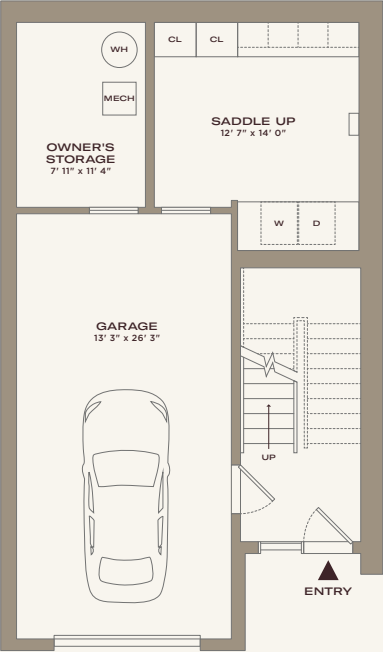 CL
CL
WH
MECH
SADDLE UP
12' 7" x 14' 0"
OWNER'S
STORAGE
7' 11" x 11' 4"
W
D
GARAGE
13' 3" x 26' 3"
UP
ENTRY